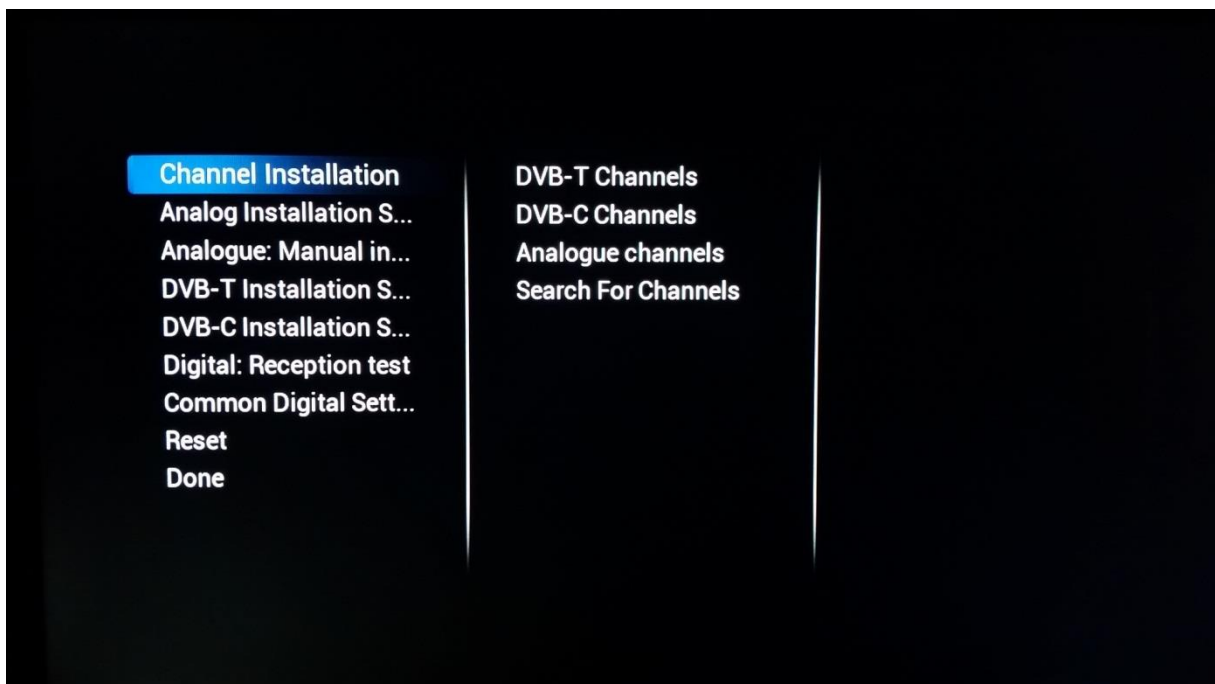 Channel Installation
Analog Installation S...
Analogue: Manual in...
DVB-T Installation S...
DVB-C Installation S...
Digital: Reception test
Common Digital Sett...
Reset
Done
DVB-T Channels
DVB-C Channels
Analogue channels
Search For Channels